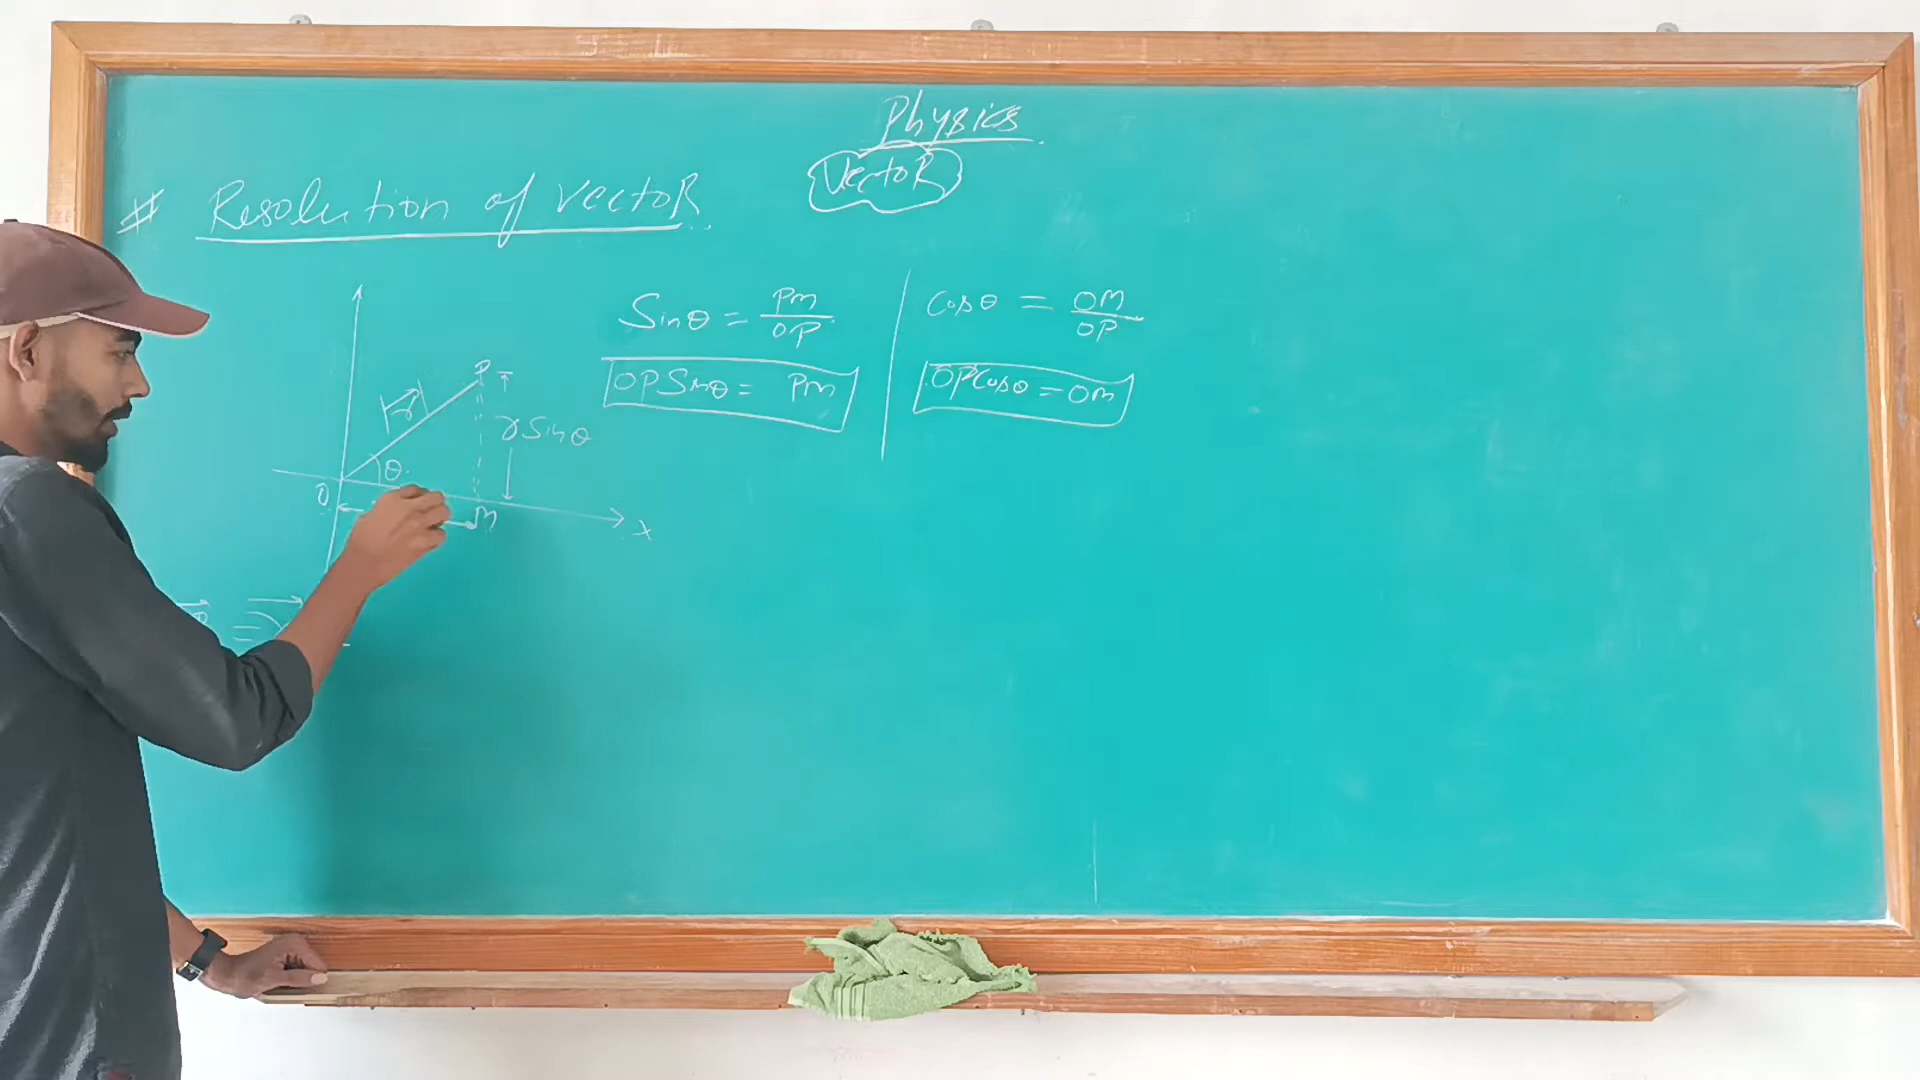 Physics
VectoR
# Resolution of VectoR
Sinθ = PM/OP
Cosθ = OM/OP
OPSinθ = PM
OPCosθ = OM
P
|r|
rSinθ
θ
O
M
x